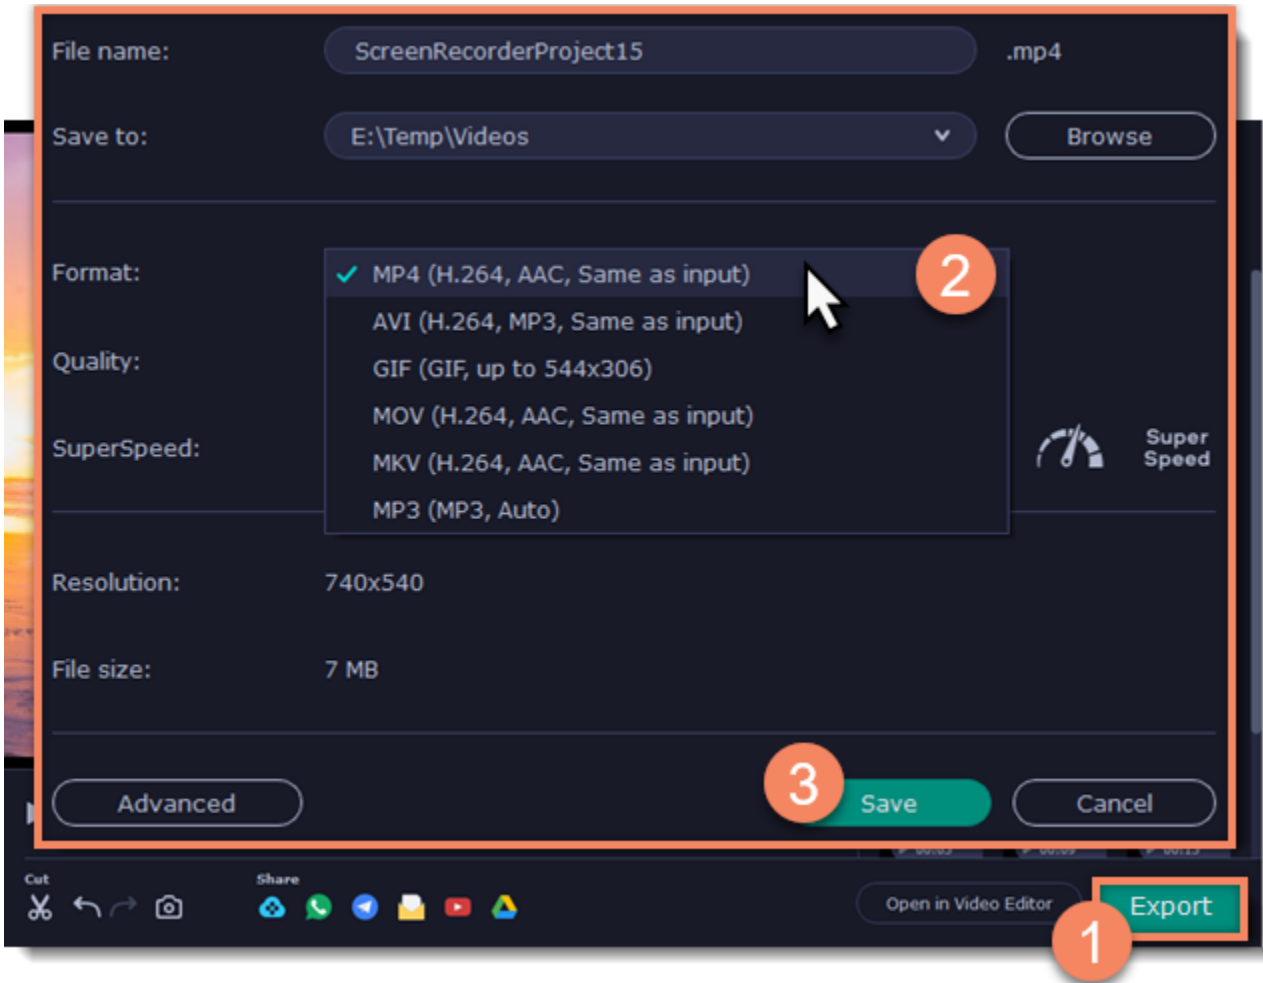 File name: ScreenRecorderProject15 .mp4
Save to: E:\Temp\Videos Browse
Format: MP4 (H.264, AAC, Same as input) 2
AVI (H.264, MP3, Same as input)
Quality: GIF (GIF, up to 544x306)
MOV (H.264, AAC, Same as input)
SuperSpeed: MKV (H.264, AAC, Same as input) Super Speed
MP3 (MP3, Auto)
Resolution: 740x540
File size: 7 MB
Advanced 3 Save Cancel
Cut Share
Open in Video Editor Export
1